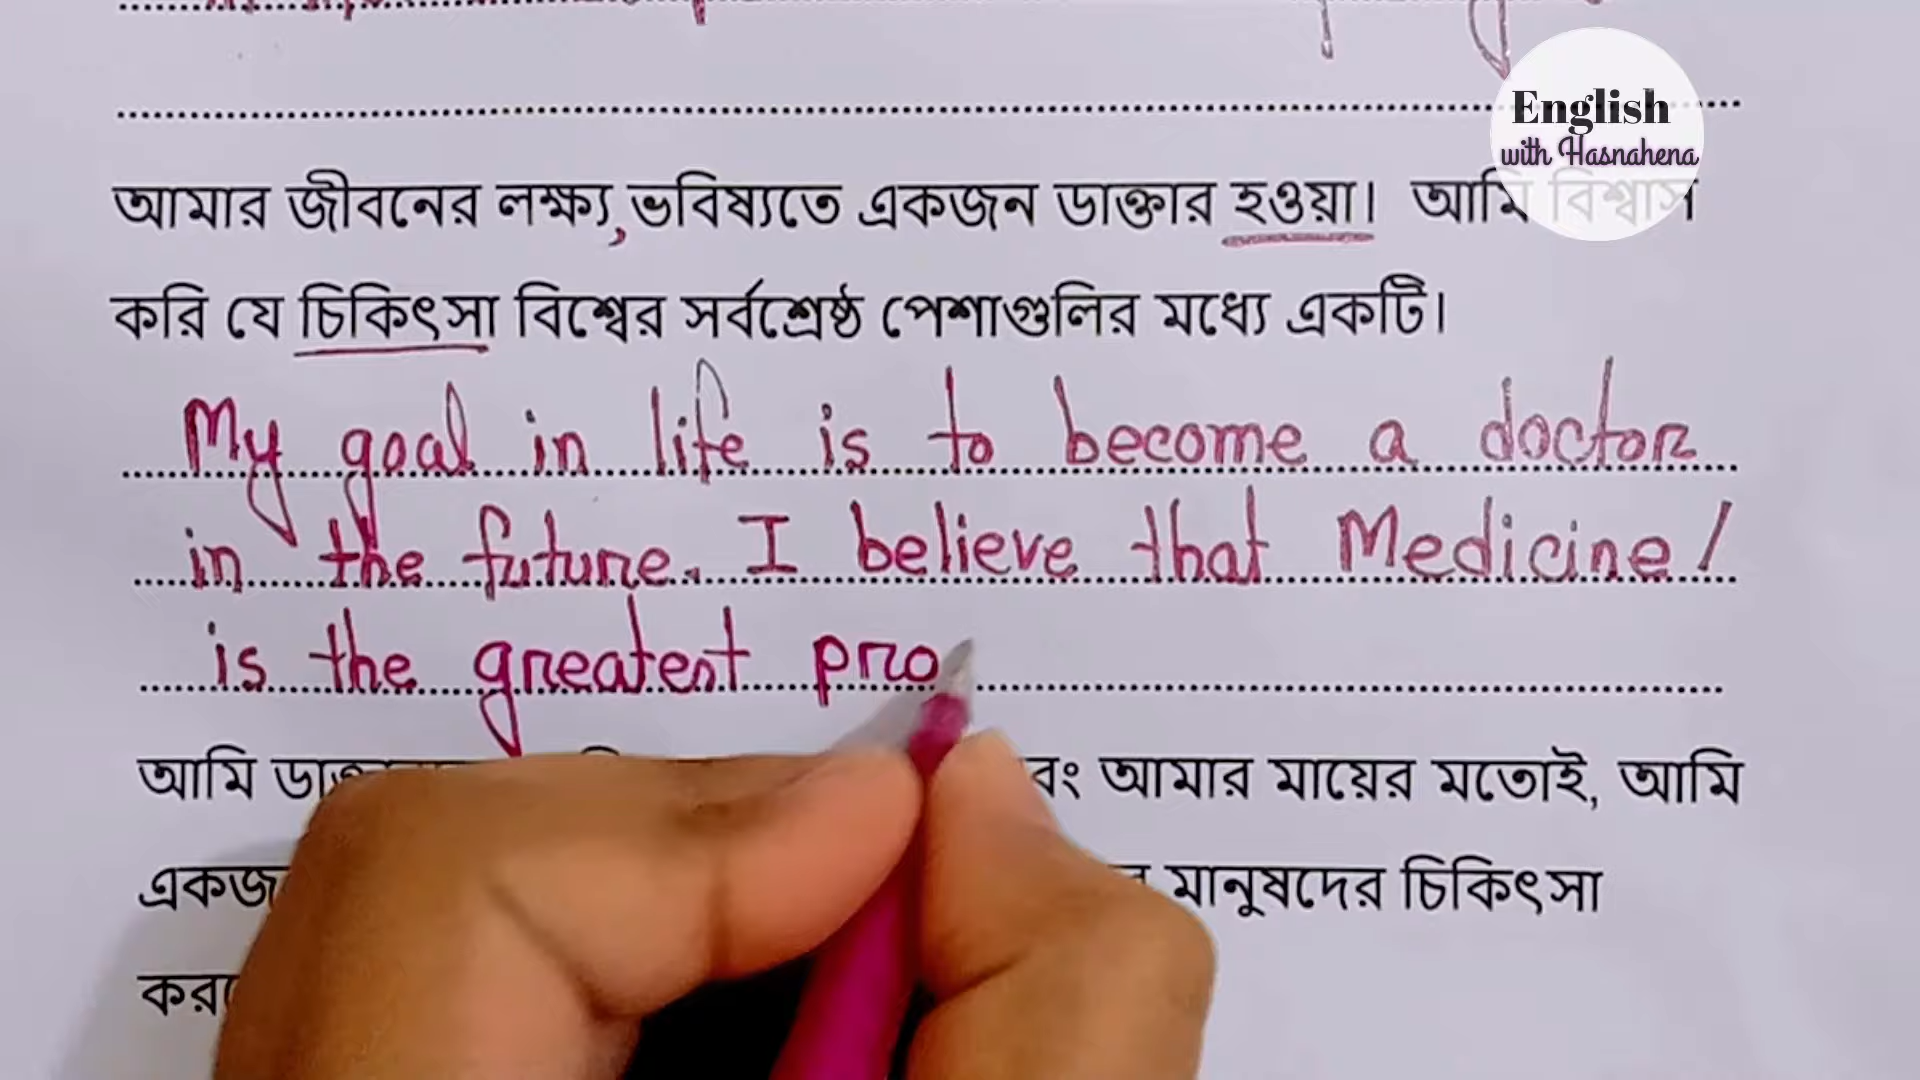 English
with Hasnahena
আমার জীবনের লক্ষ্য, ভবিষ্যতে একজন ডাক্তার হওয়া। আমি বিশ্বাস
করি যে চিকিৎসা বিশ্বের সর্বশ্রেষ্ঠ পেশাগুলির মধ্যে একটি।
My goal in life is to become a doctor
in the future. I believe that Medicine/
is the greatest pro
আমি মায়ের মতোই, আমি
আমার মানুষদের চিকিৎসা